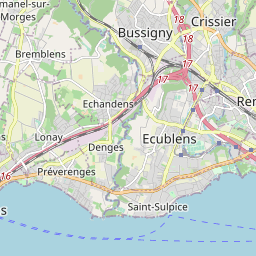 manel-sur-
Morges
Bussigny
18
Crissier
18
Bremblens
17
17
17
Echandens
Ren
Lonay
Ecublens
Denges
16
Préverenges
s
Saint-Sulpice